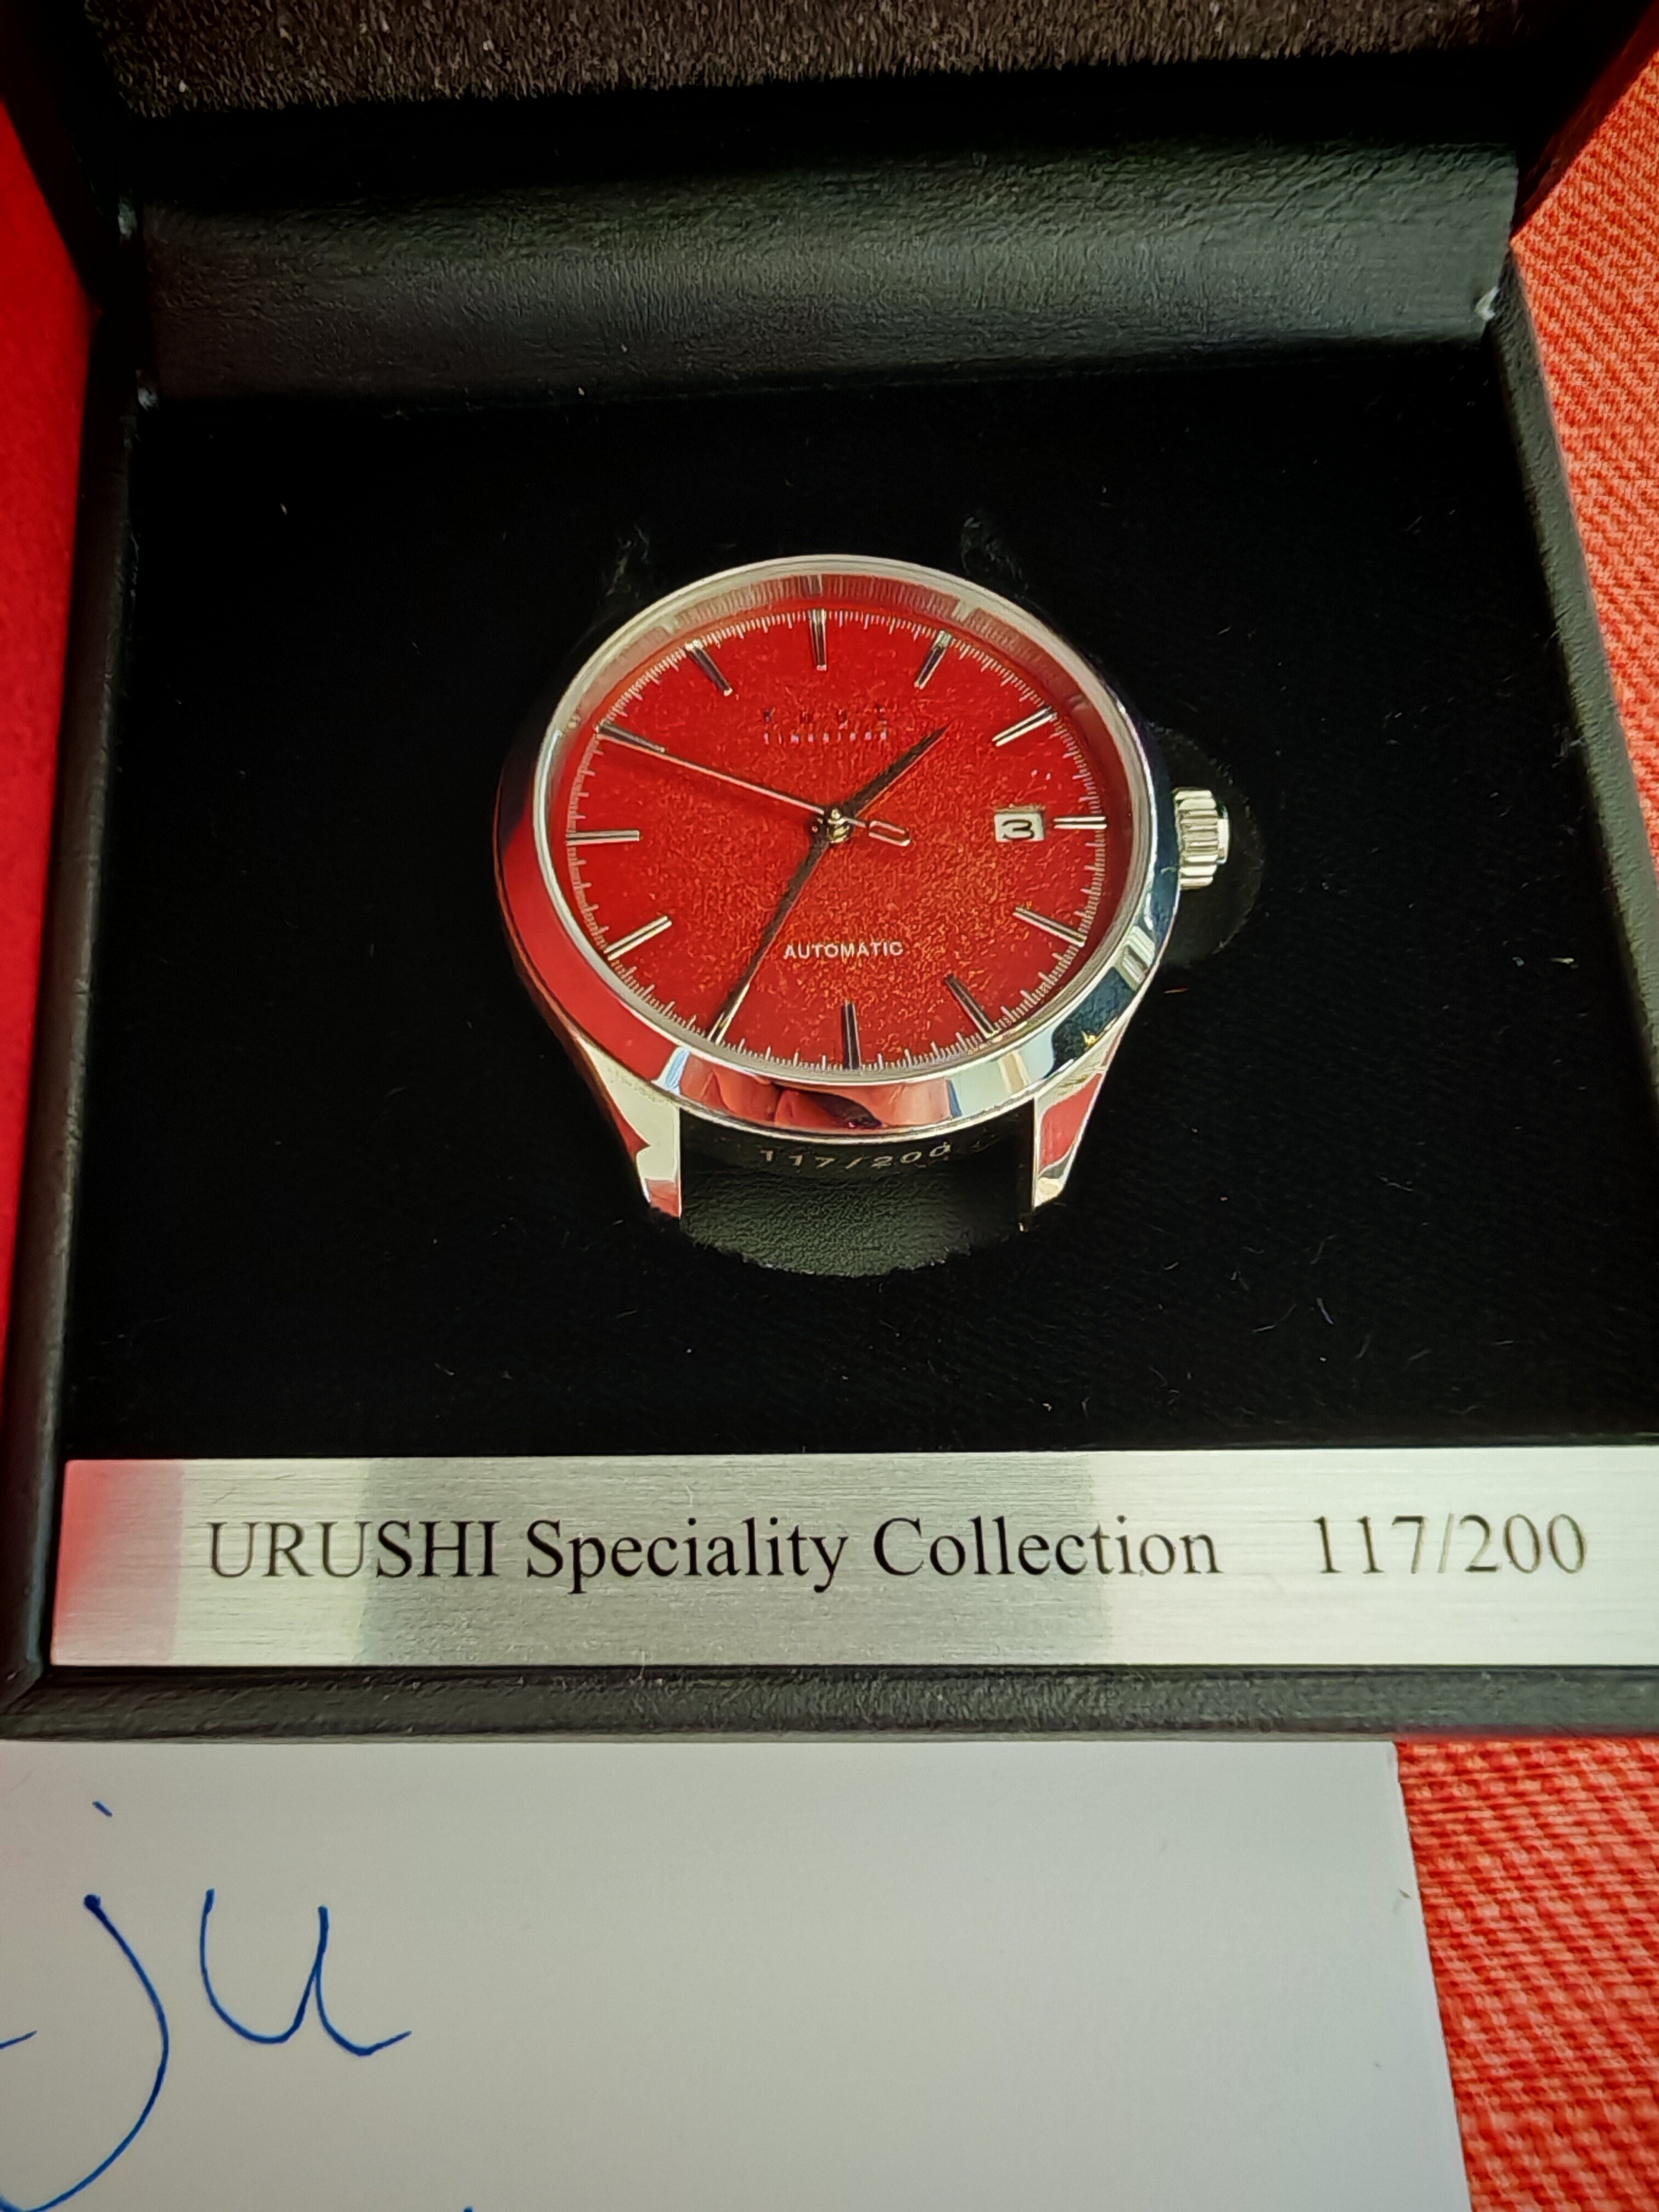 3
AUTOMATIC
117/200
URUSHI Speciality Collection 117/200
ju